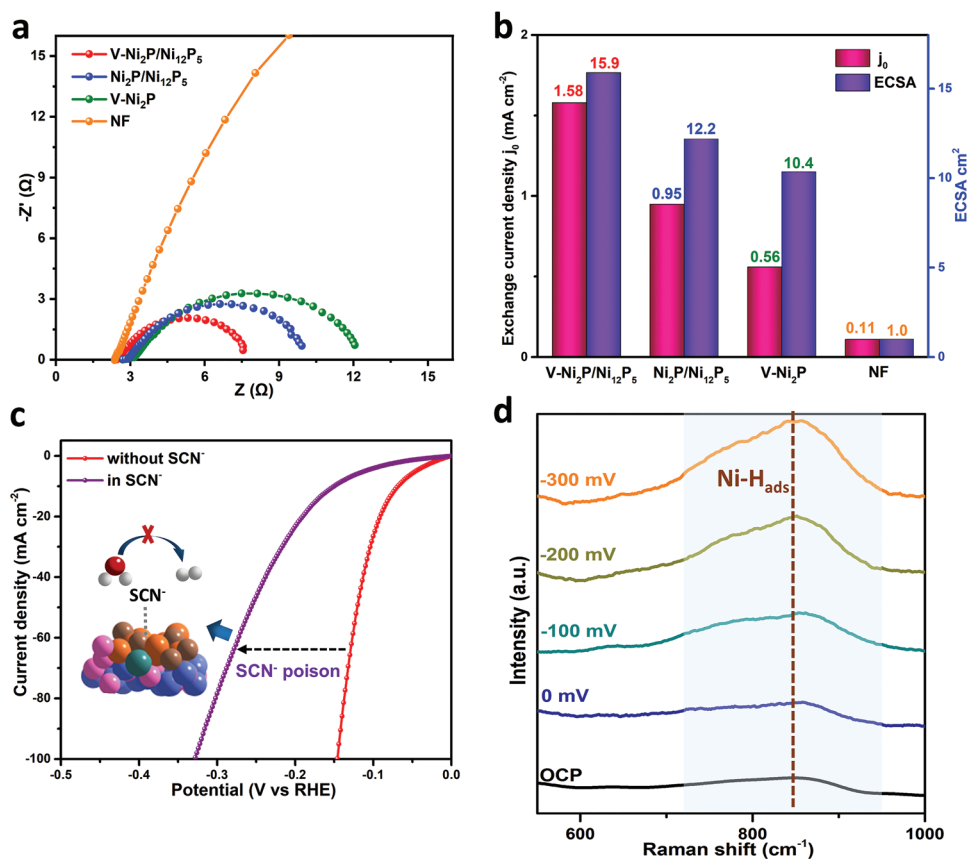 a
V-Ni₂P/Ni₁₂P₅
Ni₂P/Ni₁₂P₅
V-Ni₂P
NF
-Z' (Ω)
15
12
9
6
3
0
0 3 6 9 12 15
Z (Ω)
b
j₀
ECSA
Exchange current density j₀ (mA cm⁻²)
2
1
0
1.58 15.9
0.95 12.2
0.56 10.4
0.11 1.0
V-Ni₂P/Ni₁₂P₅ Ni₂P/Ni₁₂P₅ V-Ni₂P NF
15
10
5
0
ECSA cm²
c
without SCN⁻
in SCN⁻
Current density (mA cm⁻²)
0
-20
-40
-60
-80
-100
X
SCN⁻
SCN⁻ poison
-0.5 -0.4 -0.3 -0.2 -0.1 0.0
Potential (V vs RHE)
d
Intensity (a.u.)
-300 mV
Ni-Hads
-200 mV
-100 mV
0 mV
OCP
600 800 1000
Raman shift (cm⁻¹)